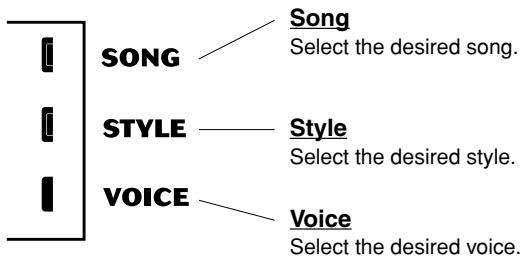 SONG
Song
Select the desired song.
STYLE
Style
Select the desired style.
VOICE
Voice
Select the desired voice.